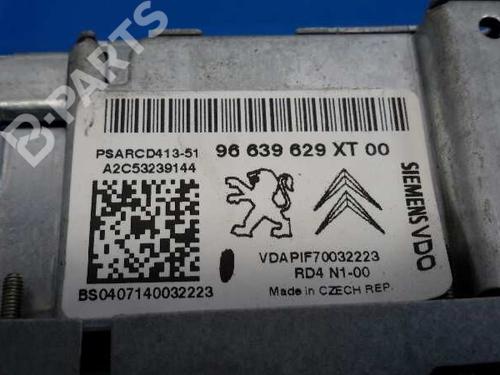 B-PARTS
PSARCD413-51
96 639 629 XT 00
A2C53239144
SIEMENS VDO
VDAPIF70032223
RD4 N1-00
BS0407140032223
Made in CZECH REP.